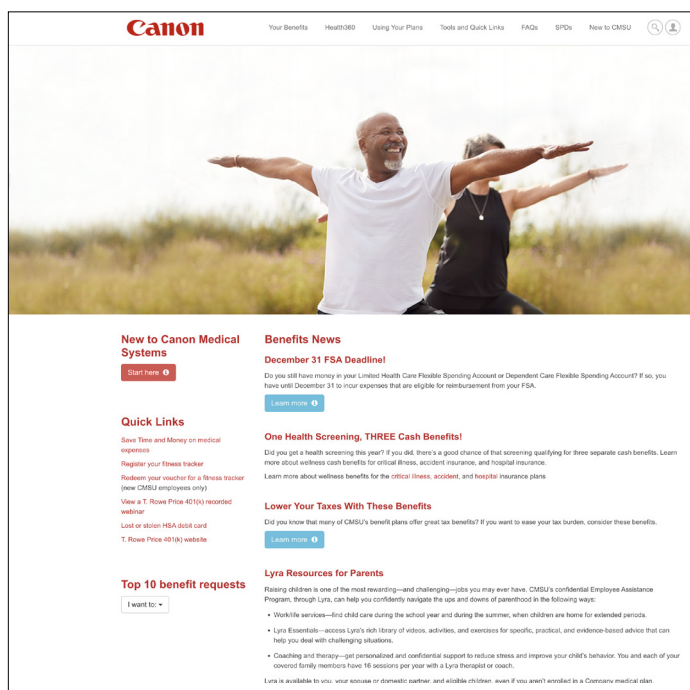 Canon
Your Benefits
Health360
Using Your Plans
Tools and Quick Links
FAQs
SPDs
New to CMSU
New to Canon Medical
Systems
Start here
Quick Links
Save Time and Money on medical
expenses
Register your fitness tracker
Redeem your voucher for a fitness tracker
(new CMSU employees only)
View a T. Rowe Price 401(k) recorded
webinar
Lost or stolen HSA debit card
T. Rowe Price 401(k) website
Top 10 benefit requests
I want to:
Benefits News
December 31 FSA Deadline!
Do you still have money in your Limited Health Care Flexible Spending Account or Dependent Care Flexible Spending Account? If so, you
have until December 31 to incur expenses that are eligible for reimbursement from your FSA.
Learn more
One Health Screening, THREE Cash Benefits!
Did you get a health screening this year? If you did, there's a good chance of that screening qualifying for three separate cash benefits. Learn
more about wellness cash benefits for critical illness, accident insurance, and hospital insurance.
Learn more about wellness benefits for the critical illness, accident, and hospital insurance plans
Lower Your Taxes With These Benefits
Did you know that many of CMSU's benefit plans offer great tax benefits? If you want to ease your tax burden, consider these benefits.
Learn more
Lyra Resources for Parents
Raising children is one of the most rewarding—and challenging—jobs you may ever have. CMSU's confidential Employee Assistance
Program, through Lyra, can help you confidently navigate the ups and downs of parenthood in the following ways:
• Work/life services—find child care during the school year and during the summer, when children are home for extended periods.
• Lyra Essentials—access Lyra's rich library of videos, activities, and exercises for specific, practical, and evidence-based advice that can
help you deal with challenging situations.
• Coaching and therapy—get personalized and confidential support to reduce stress and improve your child's behavior. You and each of your
covered family members have 16 sessions per year with a Lyra therapist or coach.
Lyra is available to you, your spouse or domestic partner, and eligible children, even if you aren't enrolled in a Company medical plan.